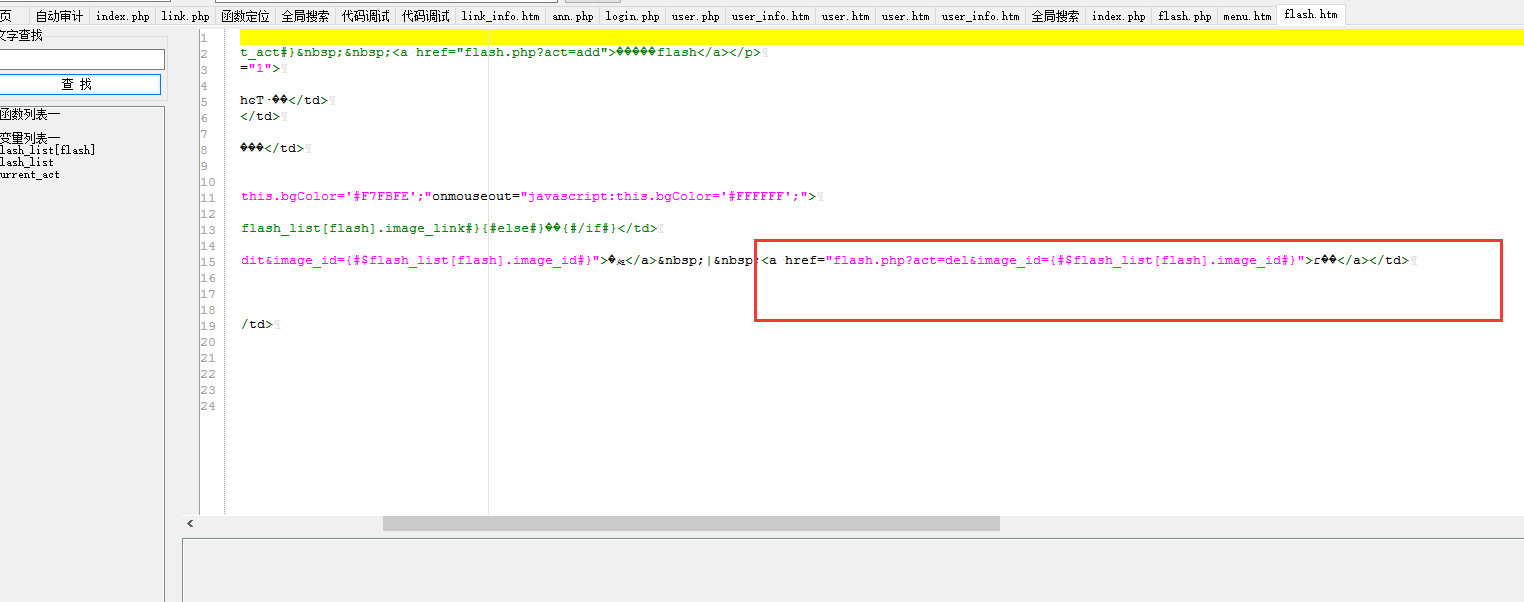 页 自动审计 index.php link.php 函数定位 全局搜索 代码调试 代码调试 link_info.htm ann.php login.php user.php user_info.htm user.htm user.htm user_info.htm 全局搜索 index.php flash.php menu.htm flash.htm
文字查找
查 找
函数列表一
变量列表一
lash_list[flash]
lash_list
urrent_act
1
2 t_act#}&nbsp;&nbsp;<a href="flash.php?act=add">�����flash</a></p>
3 ="1">
4
5 ��</td>
6 </td>
7
8 ���</td>
9
10
11 this.bgColor='#F7FBFE';"onmouseout="javascript:this.bgColor='#FFFFFF';">
12
13 flash_list[flash].image_link#}{#else#}��{#/if#}</td>
14
15 dit&image_id={#$flash_list[flash].image_id#}">�</a>&nbsp;|&nbsp;<a href="flash.php?act=del&image_id={#$flash_list[flash].image_id#}">��</a></td>
16
17
18
19 /td>
20
21
22
23
24